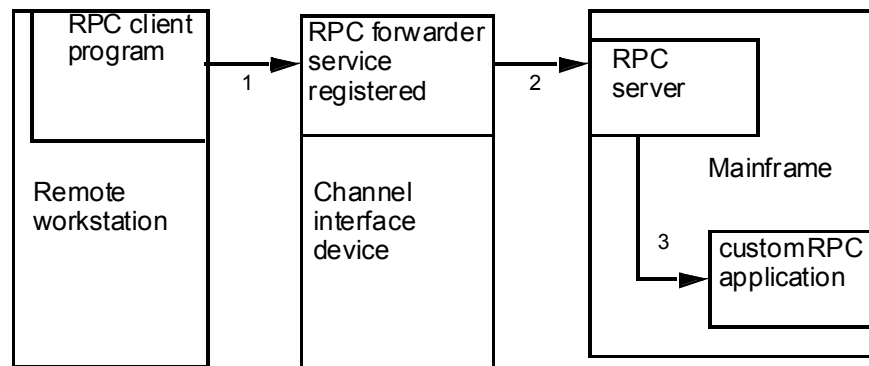 RPC client
program
1
RPC forwarder
service
registered
2
RPC
server
Remote
workstation
Channel
interface
device
Mainframe
3
customRPC
application